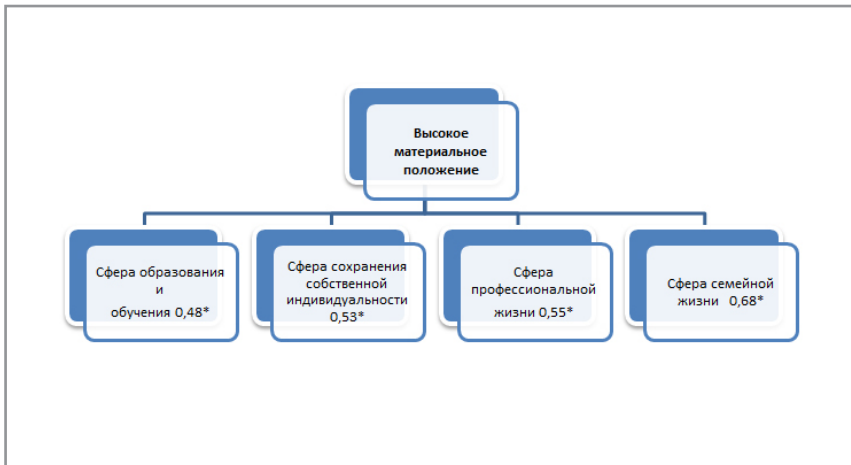 Высокое
материальное
положение
Сфера образования
и
обучения 0,48*
Сфера сохранения
собственной
индивидуальности
0,53*
Сфера
профессиональной
жизни 0,55*
Сфера семейной
жизни 0,68*